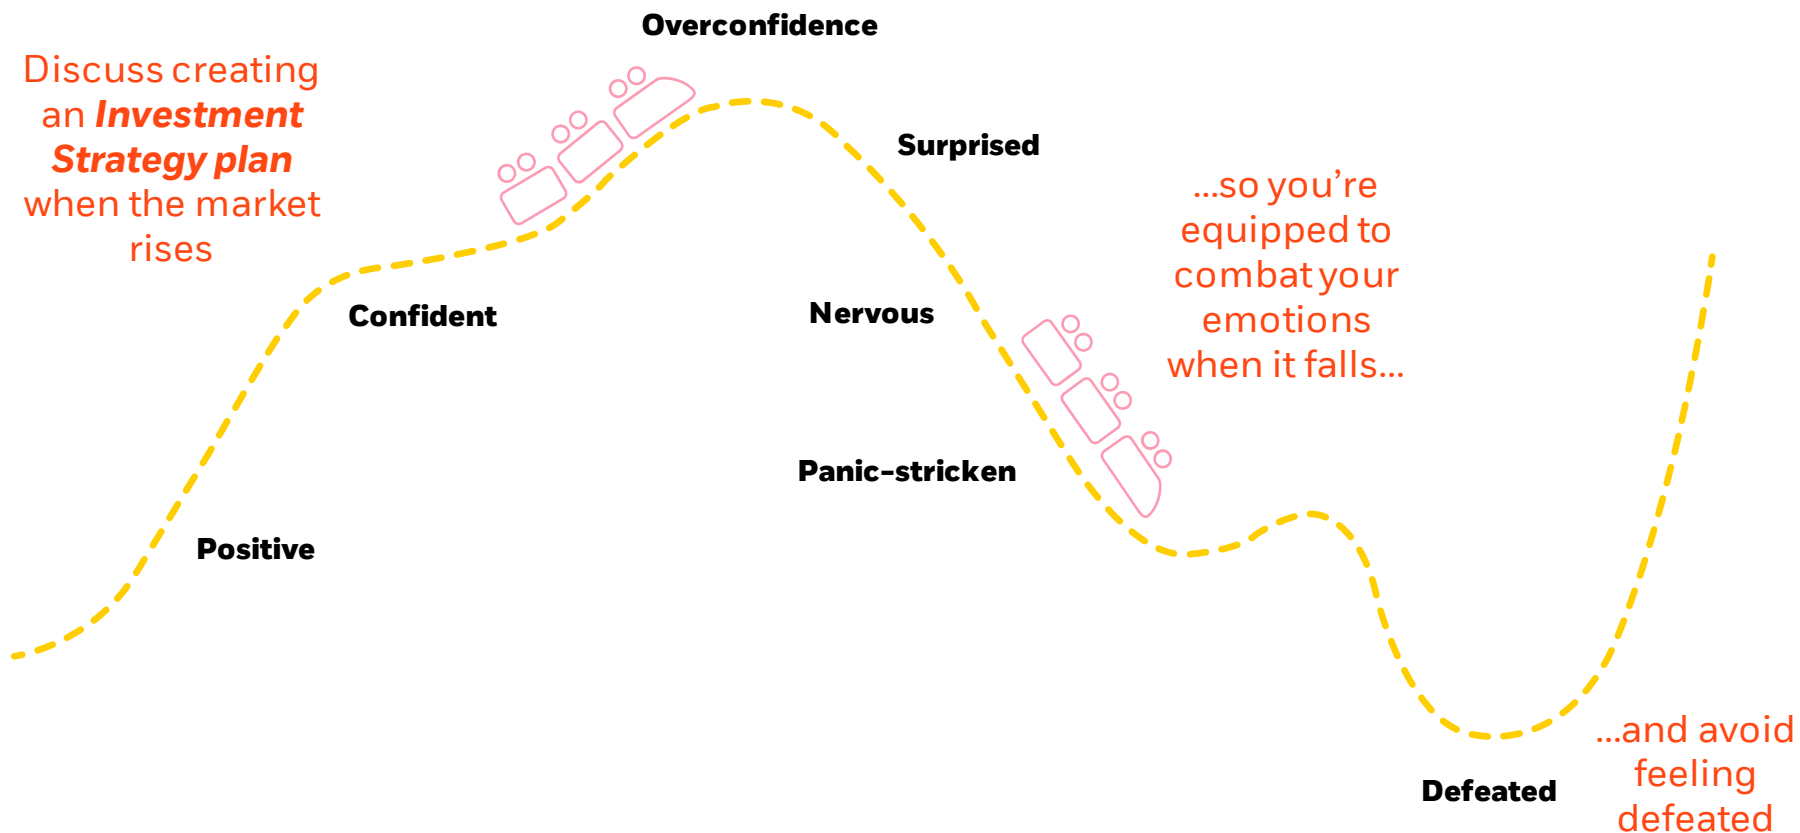 Overconfidence
Discuss creating
an Investment
Strategy plan
when the market
rises
Surprised
...so you’re
equipped to
combat your
emotions
when it falls...
Confident
Nervous
Panic-stricken
Positive
...and avoid
feeling
defeated
Defeated